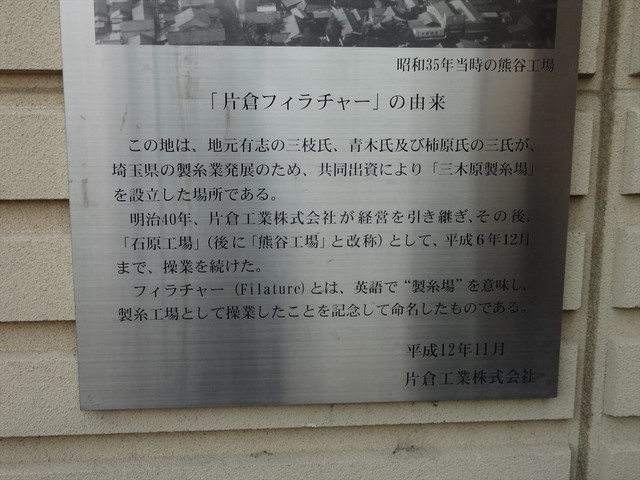 昭和35年当時の熊谷工場
「片倉フィラチャー」の由来
この地は、地元有志の三枝氏、青木氏及び柿原氏の三氏が、
埼玉県の製糸業発展のため、共同出資により「三木原製糸場」
を設立した場所である。
明治40年、片倉工業株式会社が経営を引き継ぎ、その後、
「石原工場」(後に「熊谷工場」と改称)として、平成6年12月
まで、操業を続けた。
フィラチャー (Filature)とは、英語で“製糸場”を意味し、
製糸工場として操業したことを記念して命名したものである。
平成12年11月
片倉工業株式会社